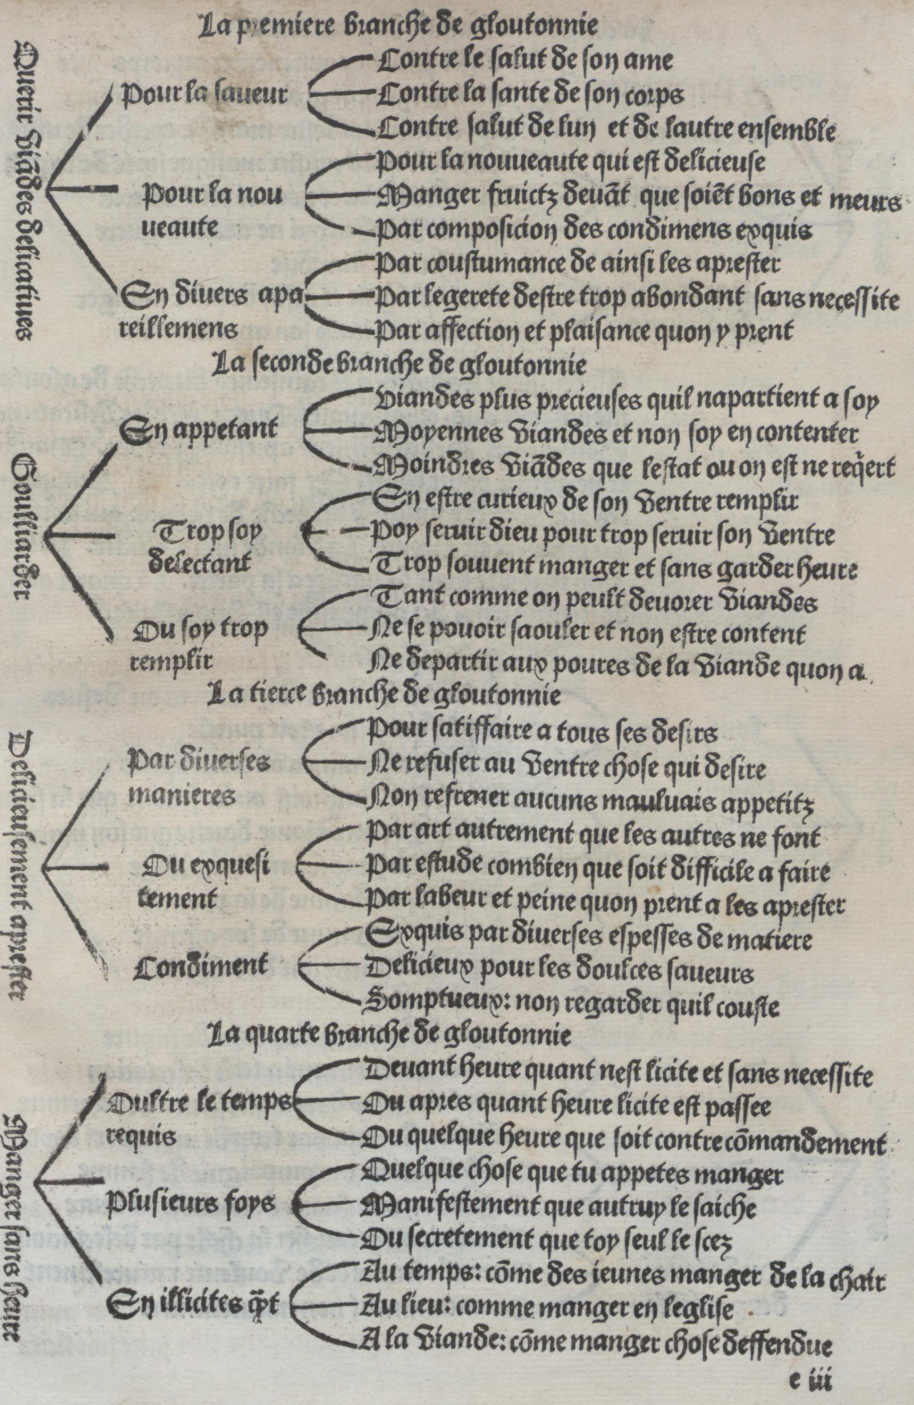 La premiere branche de gloutonnie
Querir viãdes delicatiues
Pour la saueur
Contre le salut de son ame
Contre la sante de son corps
Contre salut de lun et de lautre ensemble
Pour la nou
ueaute
Pour la nouueaute qui est delicieuse
Manger fruictz deuãt que soiẽt bons et meurs
Par composicion des condimens exquis
En diuers apa
reillemens
Par coustumance de ainsi les aprester
Par legerete destre trop abondant sans necessite
Par affection et plaisance quon y prent
La seconde branche de gloutonnie
Goulliarder
En appetant
Viandes plus precieuses quil napartient a soy
Moyennes viandes et non soy en contenter
Moindres viãdes que lestat ou on est ne req̃ert
Trop soy
delectant
En estre curieux de son ventre remplir
Poy seruir dieu pour trop seruir son ventre
Trop souuent manger et sans garder heure
Ou soy trop
remplir
Tant comme on peult deuorer viandes
Ne se pouoir saouler et non estre content
Ne departir aux poures de la viande quon a
La tierce branche de gloutonnie
Delicieusement aprester
Par diuerses
manieres
Pour satiffaire a tous ses desirs
Ne refuser au ventre chose qui desire
Non refrener aucuns mauluais appetitz
Ou exquesi
tement
Par art autrement que les autres ne font
Par estude combien que soit difficile a faire
Par labeur et peine quon prent a les aprester
Condiment
Exquis par diuerses espesses de matiere
Delicieux pour les doulces saueurs
Somptueux: non regarder quil couste
La quarte branche de gloutonnie
Manger sans heure
Oultre le temps
requis
Deuant heure quant nest licite et sans necessite
Ou apres quant heure licite est passee
Ou quelque heure que soit contre cõmandement
Plusieurs foys
Quelque chose que tu appetes manger
Manifestement que autruy le saiche
Ou secretement que toy seul le scez
En illicites q̃t
Au temps: cõme des ieunes manger de la chair
Au lieu: comme manger en leglise
A la viande: cõme manger chose deffendue
e iii